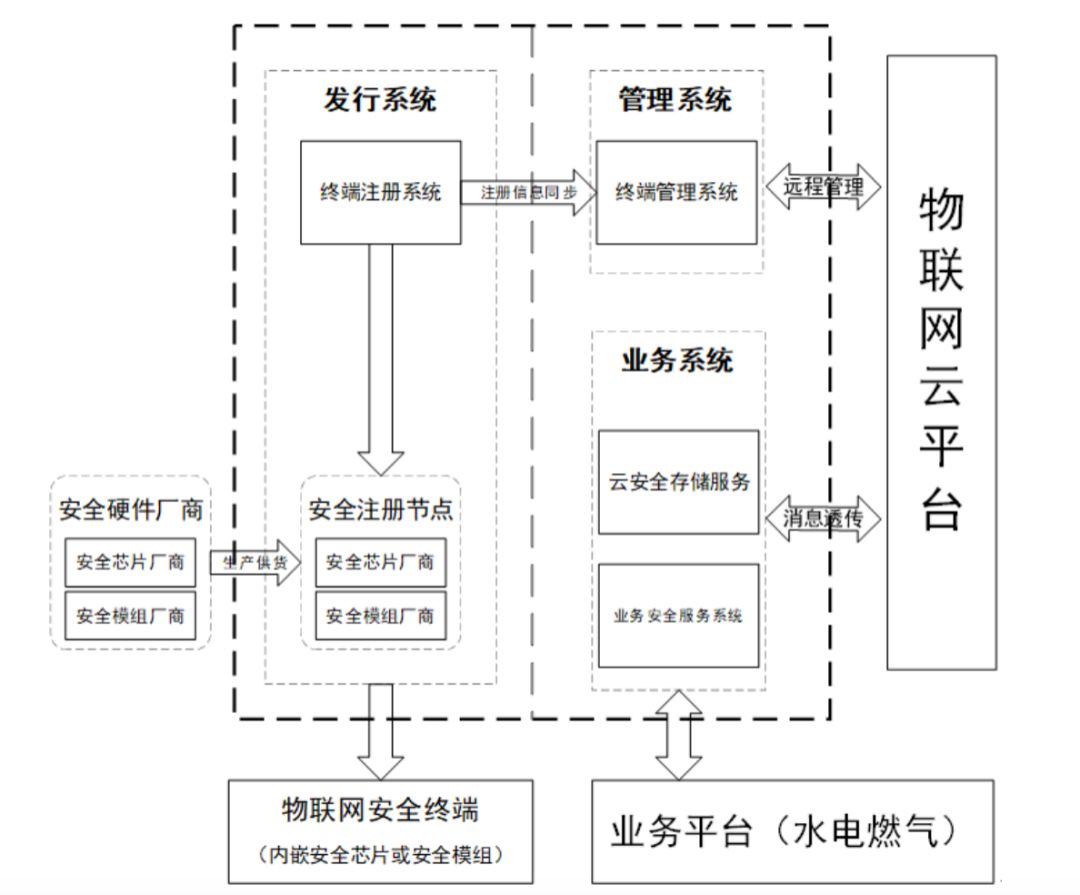 发行系统
终端注册系统
注册信息同步
管理系统
终端管理系统
远程管理
物联网云平台
业务系统
云安全存储服务
消息透传
业务安全服务系统
安全硬件厂商
安全芯片厂商
安全模组厂商
生产供货
安全注册节点
安全芯片厂商
安全模组厂商
物联网安全终端
（内嵌安全芯片或安全模组）
业务平台（水电燃气）